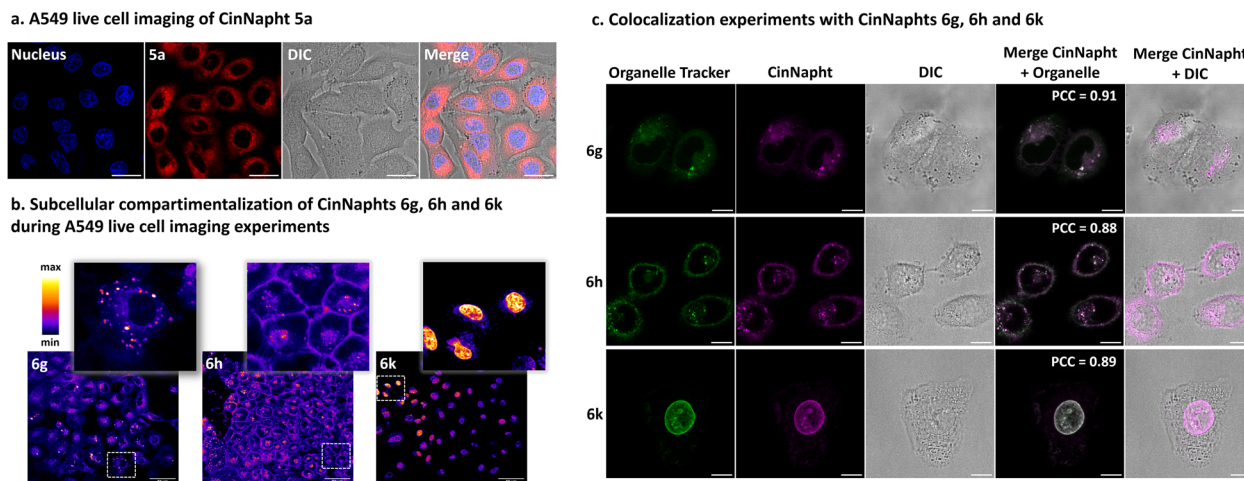 a. A549 live cell imaging of CinNapht 5a
Nucleus
5a
DIC
Merge
b. Subcellular compartimentalization of CinNaphts 6g, 6h and 6k
during A549 live cell imaging experiments
max
min
6g
6h
6k
c. Colocalization experiments with CinNaphts 6g, 6h and 6k
Organelle Tracker
CinNapht
DIC
Merge CinNapht
+ Organelle
Merge CinNapht
+ DIC
6g
PCC = 0.91
6h
PCC = 0.88
6k
PCC = 0.89